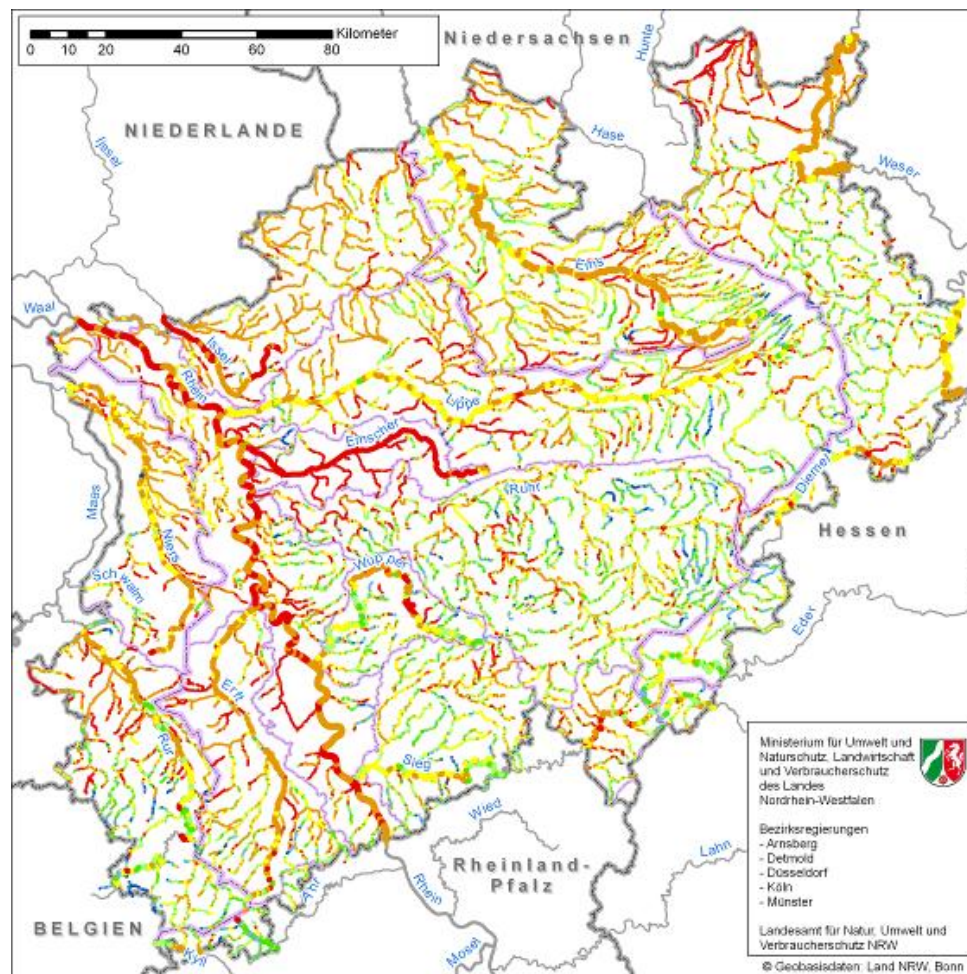 Kilometer
0 5 10 20 40 60 80
Niedersachsen
Hunte
NIEDERLANDE
Ijssel
Hase
Weser
Ems
Waal
Issel
Rhein
Lippe
Emscher
Maas
Ruhr
Diemel
Hessen
Niers
Wupper
Schwalm
Eder
Erft
Rur
Sieg
Wied
Lahn
Rheinland-
Pfalz
Ahr
Rhein
BELGIEN
Kyll
Mosel
Ministerium für Umwelt und
Naturschutz, Landwirtschaft
und Verbraucherschutz
des Landes
Nordrhein-Westfalen
Bezirksregierungen
- Arnsberg
- Detmold
- Düsseldorf
- Köln
- Münster
Landesamt für Natur, Umwelt und
Verbraucherschutz NRW
© Geobasisdaten: Land NRW, Bonn